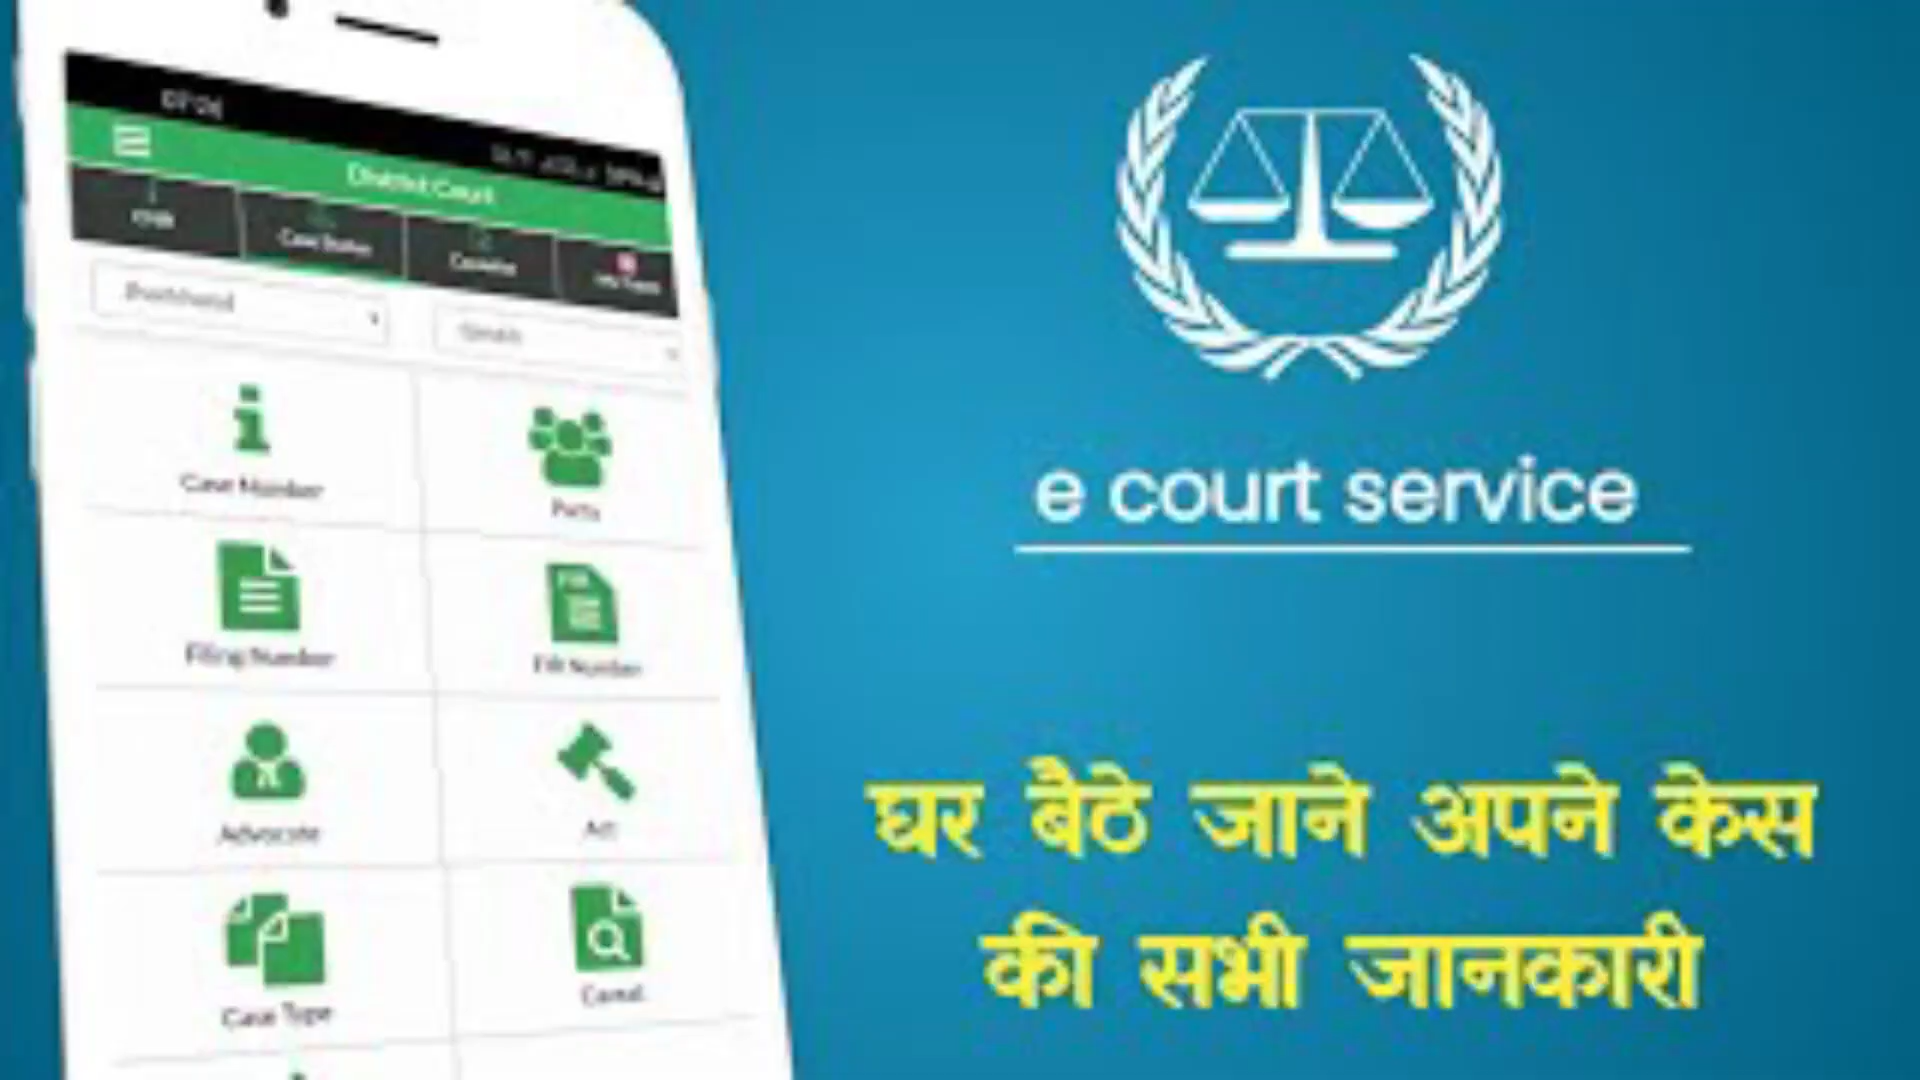 District Court
Case Status
Case Number
Party
Filing Number
FIR Number
Advocate
Act
Case Type
Caveat
e court service
घर बैठे जाने अपने केस
की सभी जानकारी